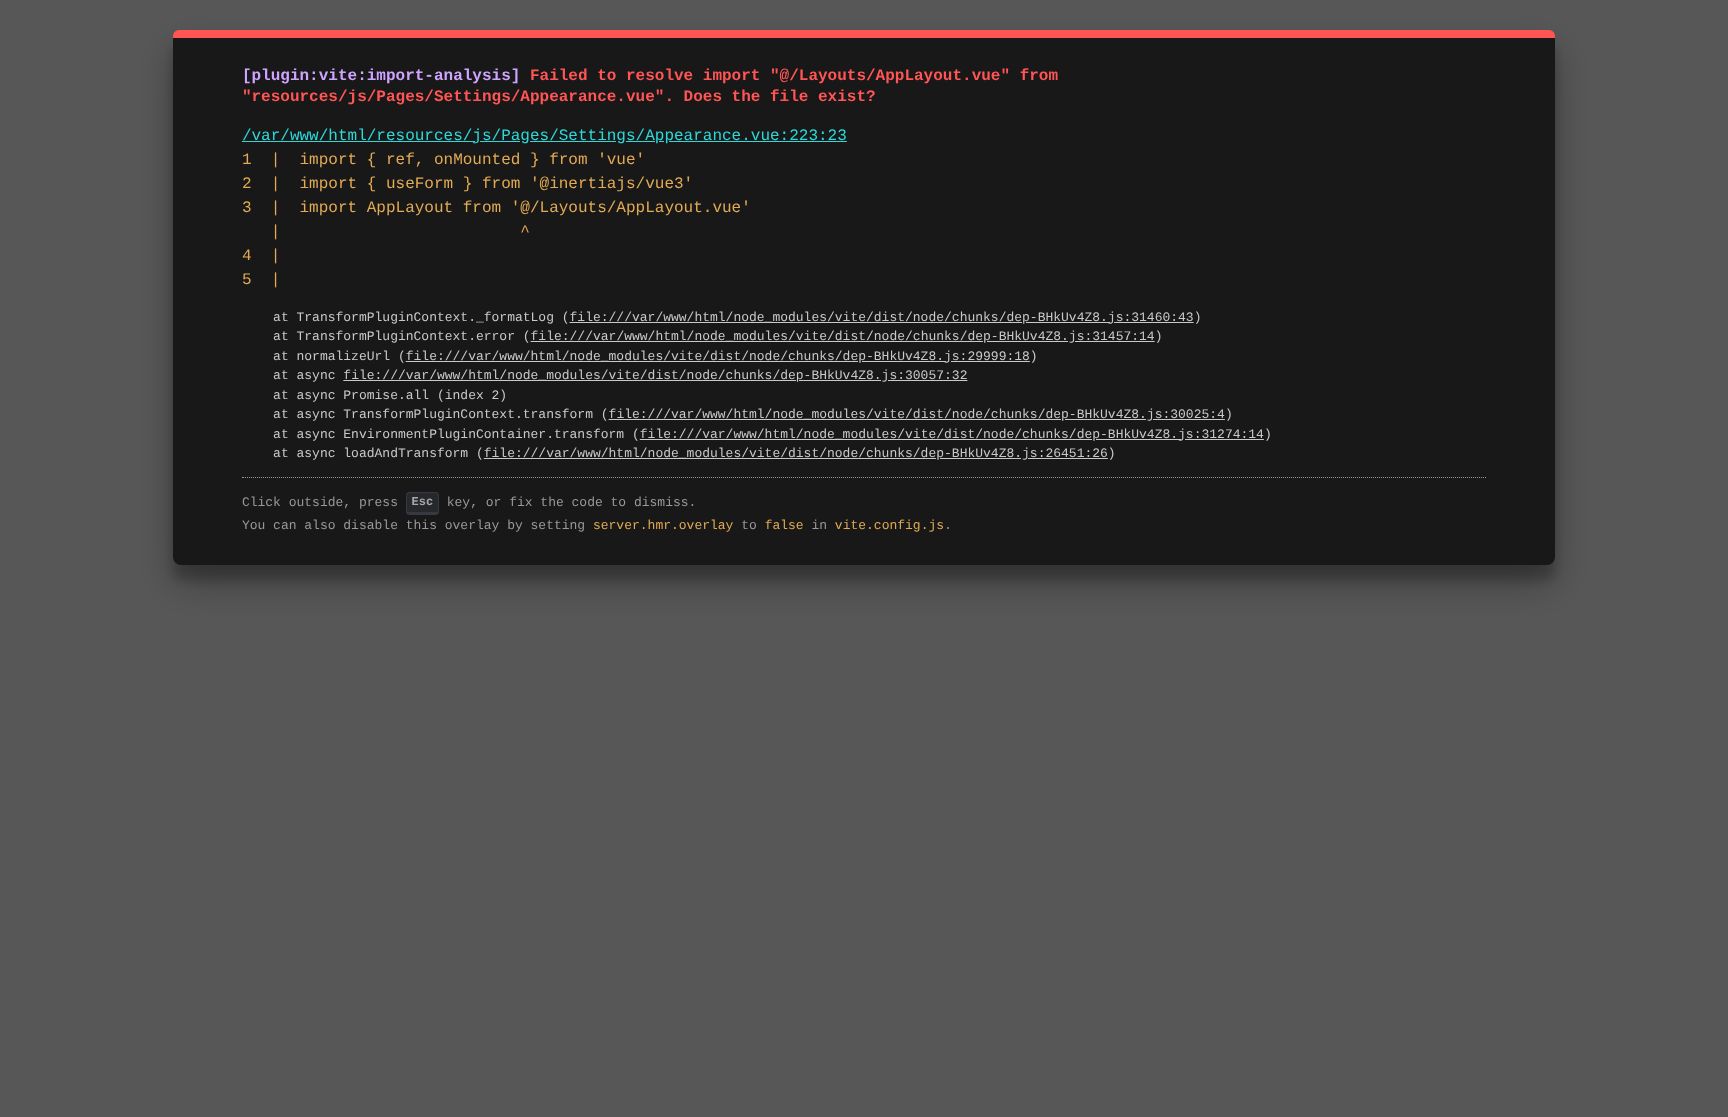 [plugin:vite:import-analysis] Failed to resolve import "@/Layouts/AppLayout.vue" from
"resources/js/Pages/Settings/Appearance.vue". Does the file exist?
/var/www/html/resources/js/Pages/Settings/Appearance.vue:223:23
1  |  import { ref, onMounted } from 'vue'
2  |  import { useForm } from '@inertiajs/vue3'
3  |  import AppLayout from '@/Layouts/AppLayout.vue'
   |                         ^
4  |
5  |
at TransformPluginContext._formatLog (file:///var/www/html/node_modules/vite/dist/node/chunks/dep-BHkUv4Z8.js:31460:43)
at TransformPluginContext.error (file:///var/www/html/node_modules/vite/dist/node/chunks/dep-BHkUv4Z8.js:31457:14)
at normalizeUrl (file:///var/www/html/node_modules/vite/dist/node/chunks/dep-BHkUv4Z8.js:29999:18)
at async file:///var/www/html/node_modules/vite/dist/node/chunks/dep-BHkUv4Z8.js:30057:32
at async Promise.all (index 2)
at async TransformPluginContext.transform (file:///var/www/html/node_modules/vite/dist/node/chunks/dep-BHkUv4Z8.js:30025:4)
at async EnvironmentPluginContainer.transform (file:///var/www/html/node_modules/vite/dist/node/chunks/dep-BHkUv4Z8.js:31274:14)
at async loadAndTransform (file:///var/www/html/node_modules/vite/dist/node/chunks/dep-BHkUv4Z8.js:26451:26)
Click outside, press Esc key, or fix the code to dismiss.
You can also disable this overlay by setting server.hmr.overlay to false in vite.config.js.